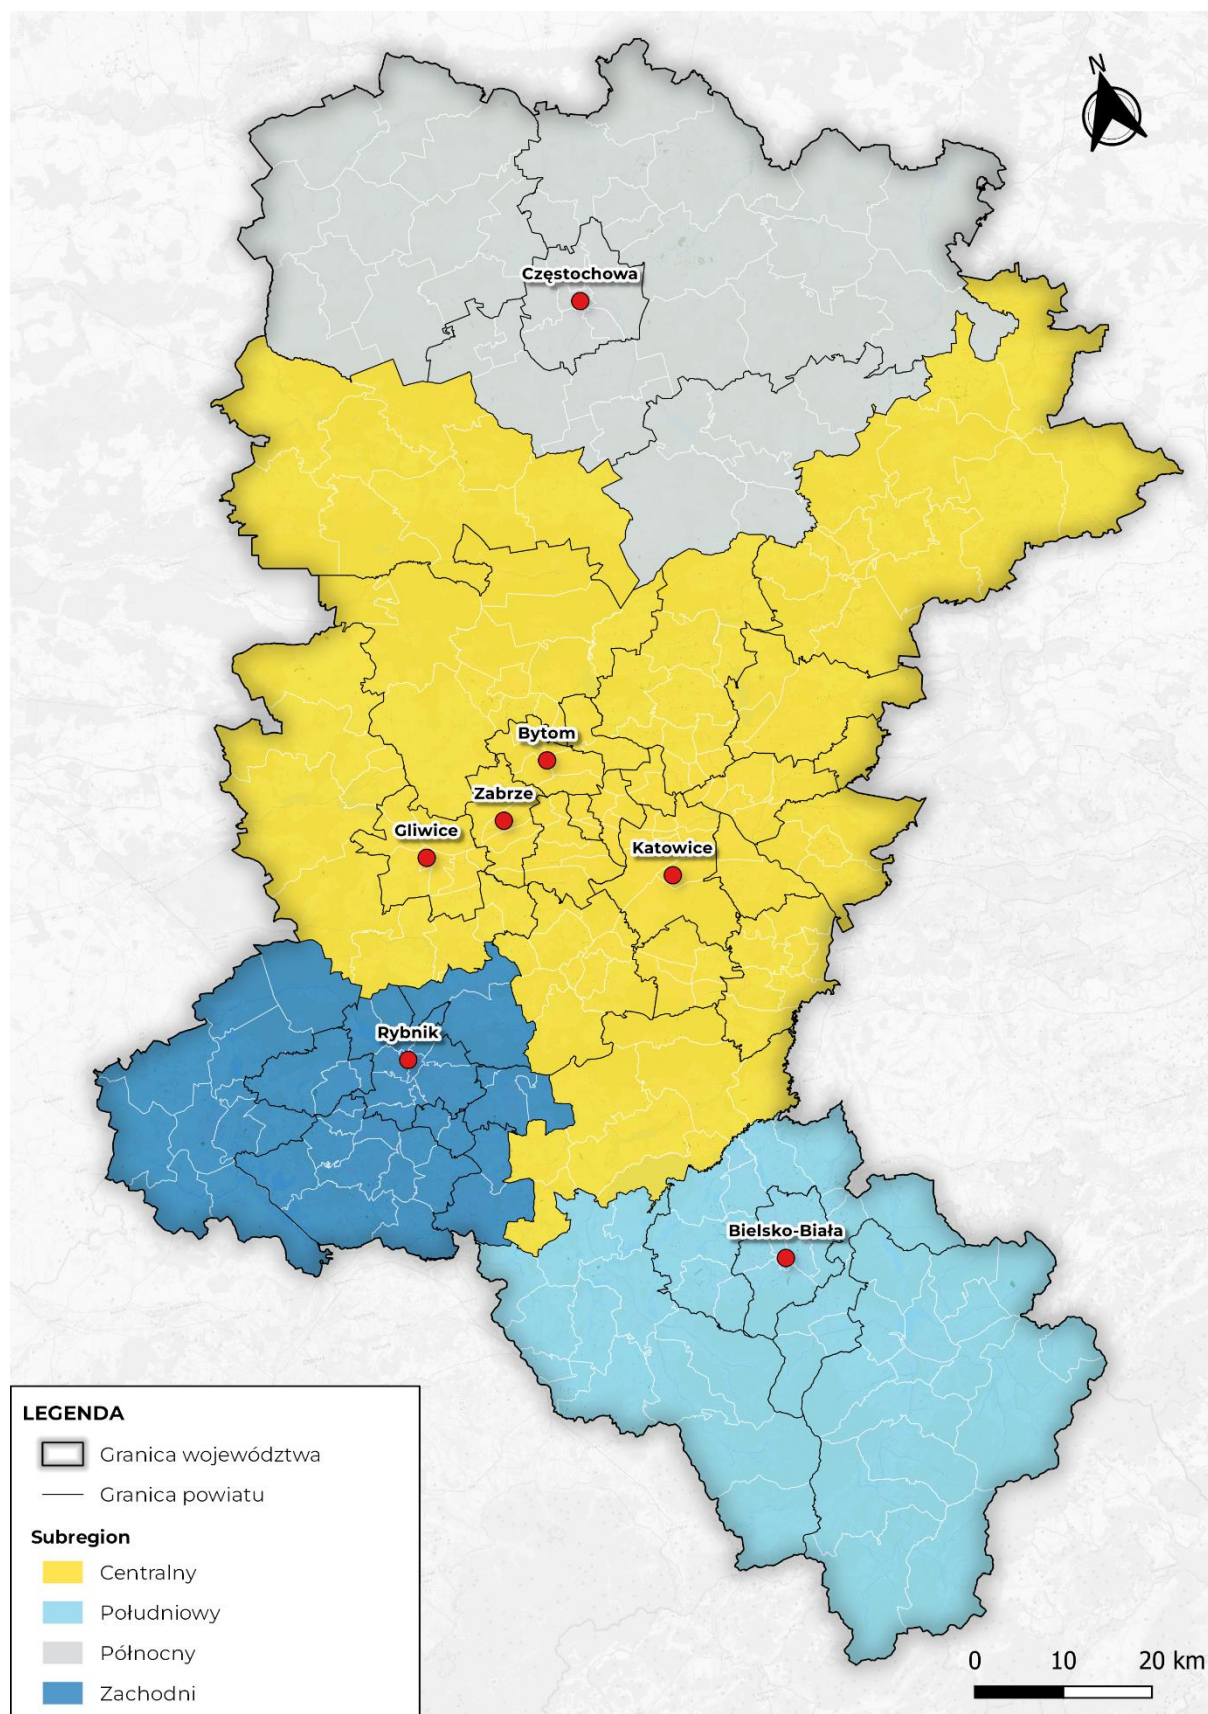 N
Częstochowa
Bytom
Zabrze
Gliwice
Katowice
Rybnik
Bielsko-Biała
LEGENDA
Granica województwa
Granica powiatu
Subregion
Centralny
Południowy
Północny
Zachodni
0 10 20 km